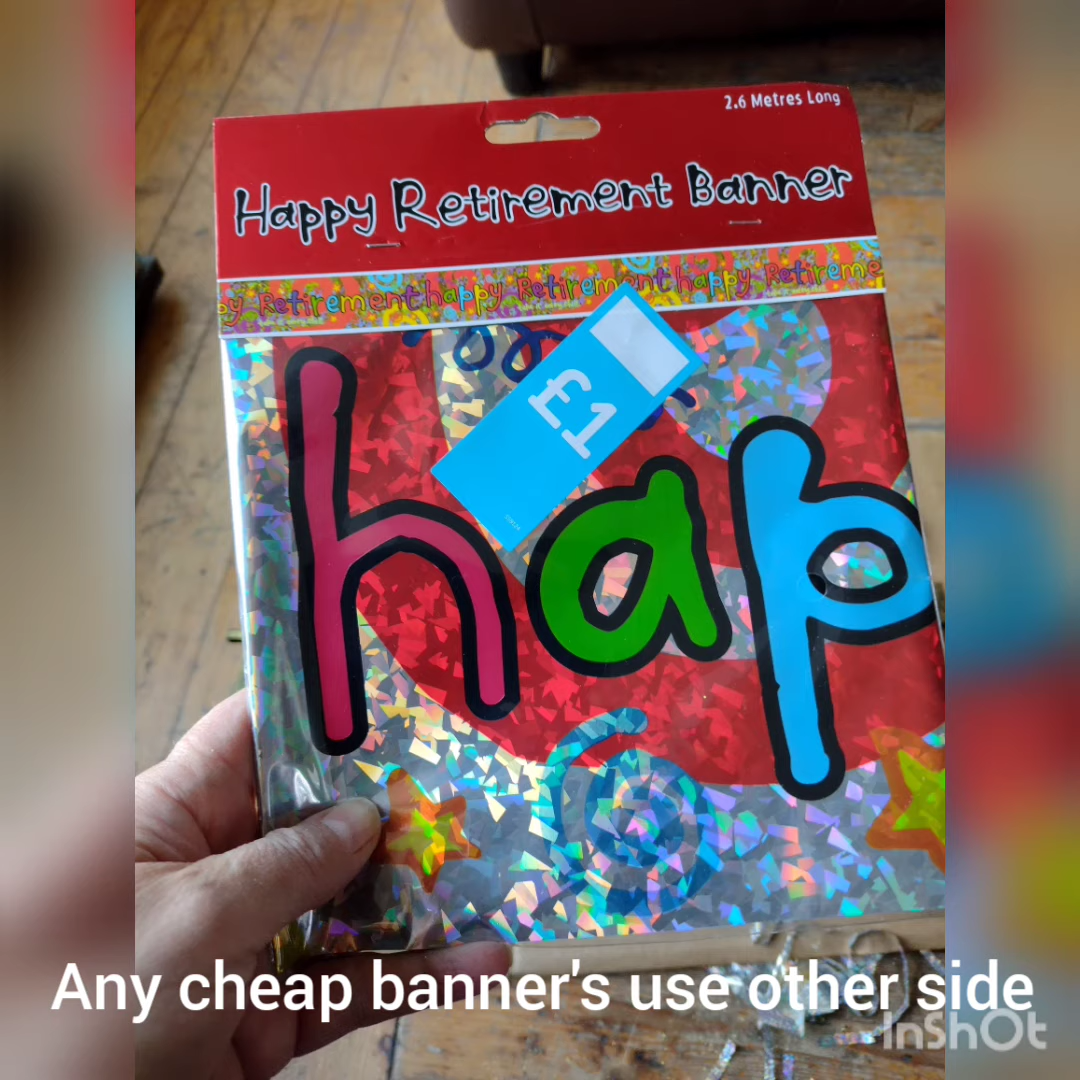 2.6 Metres Long
Happy Retirement Banner
py Retirement happy Retirement happy Retireme
£1
hap
Any cheap banner's use other side
InShOt